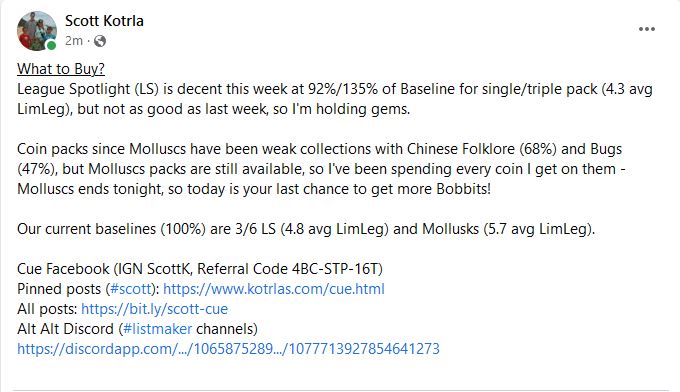 Scott Kotrla
2m ·
What to Buy?
League Spotlight (LS) is decent this week at 92%/135% of Baseline for single/triple pack (4.3 avg
LimLeg), but not as good as last week, so I'm holding gems.
Coin packs since Molluscs have been weak collections with Chinese Folklore (68%) and Bugs
(47%), but Molluscs packs are still available, so I've been spending every coin I get on them -
Molluscs ends tonight, so today is your last chance to get more Bobbits!
Our current baselines (100%) are 3/6 LS (4.8 avg LimLeg) and Mollusks (5.7 avg LimLeg).
Cue Facebook (IGN ScottK, Referral Code 4BC-STP-16T)
Pinned posts (#scott): https://www.kotrlas.com/cue.html
All posts: https://bit.ly/scott-cue
Alt Alt Discord (#listmaker channels)
https://discordapp.com/.../1065875289.../1077713927854641273